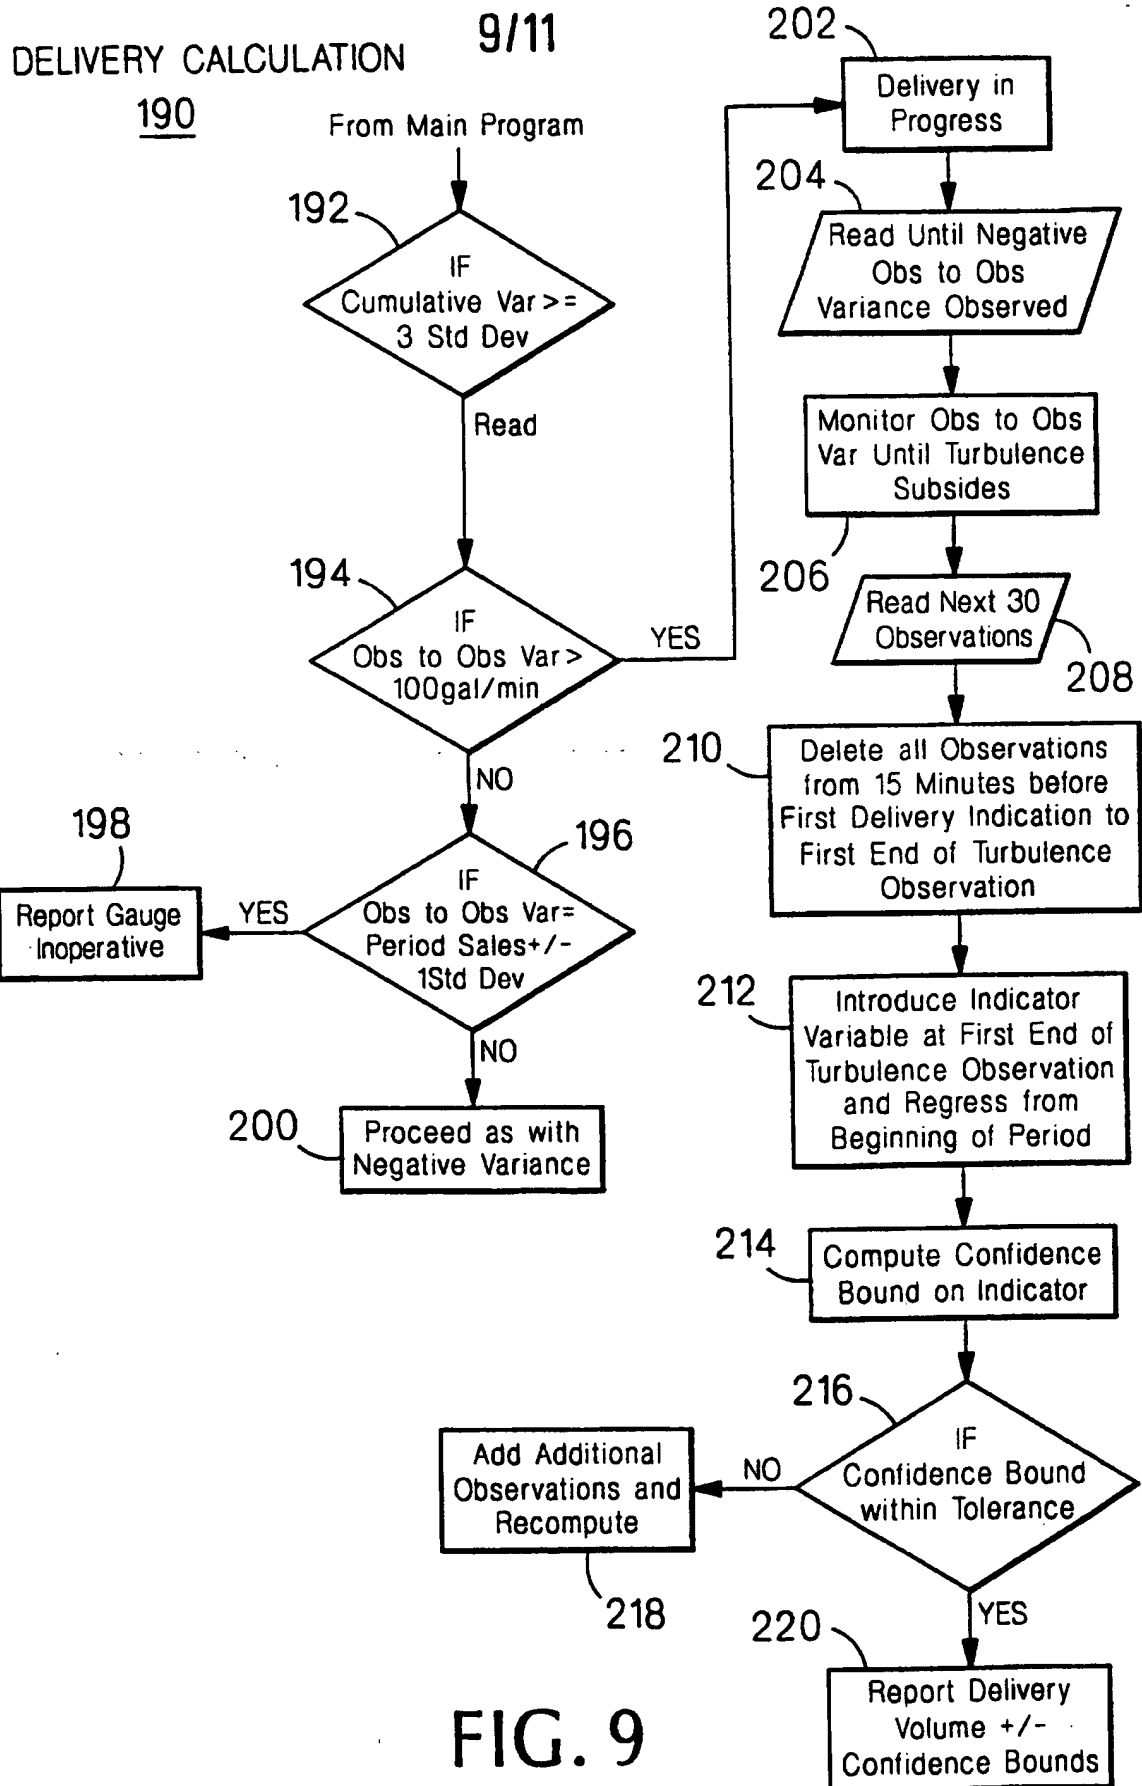 9/11
DELIVERY CALCULATION
190
From Main Program
192
IF
Cumulative Var >=
3 Std Dev
Read
194
IF
Obs to Obs Var >
100gal/min
YES
NO
196
IF
Obs to Obs Var=
Period Sales+/-
1Std Dev
YES
198
Report Gauge
Inoperative
NO
200
Proceed as with
Negative Variance
202
Delivery in
Progress
204
Read Until Negative
Obs to Obs
Variance Observed
Monitor Obs to Obs
Var Until Turbulence
Subsides
206
Read Next 30
Observations
208
210
Delete all Observations
from 15 Minutes before
First Delivery Indication to
First End of Turbulence
Observation
212
Introduce Indicator
Variable at First End of
Turbulence Observation
and Regress from
Beginning of Period
214
Compute Confidence
Bound on Indicator
216
IF
Confidence Bound
within Tolerance
NO
Add Additional
Observations and
Recompute
218
YES
220
Report Delivery
Volume +/-
Confidence Bounds
FIG. 9